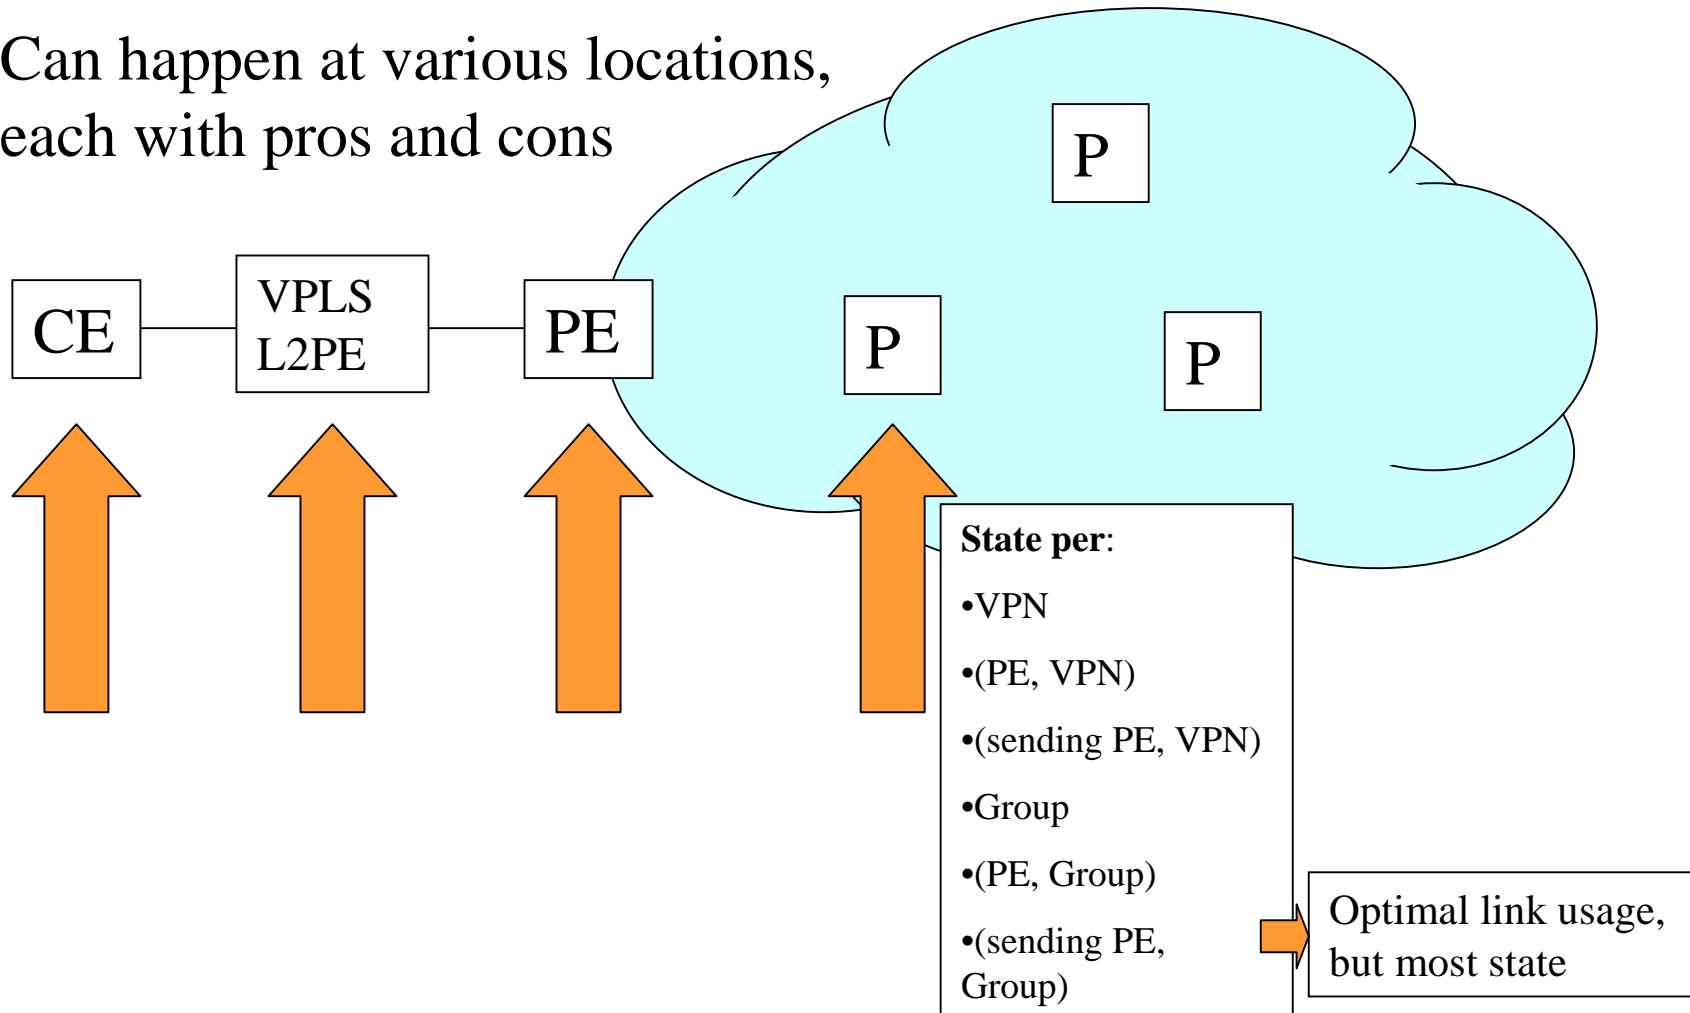 Can happen at various locations,
each with pros and cons
P
CE
VPLS
L2PE
PE
P
P
State per:
•VPN
•(PE, VPN)
•(sending PE, VPN)
•Group
•(PE, Group)
•(sending PE,
Group)
Optimal link usage,
but most state